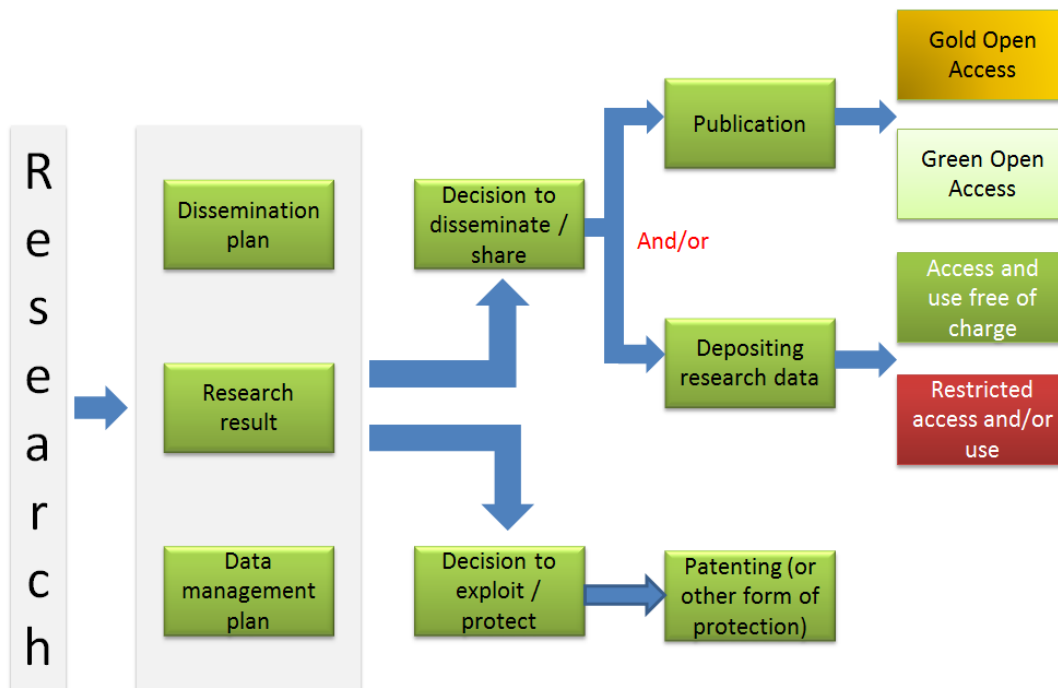 Research
Dissemination
plan
Research
result
Data
management
plan
Decision to
disseminate /
share
Decision to
exploit /
protect
And/or
Publication
Depositing
research data
Patenting (or
other form of
protection)
Gold Open
Access
Green Open
Access
Access and
use free of
charge
Restricted
access and/or
use